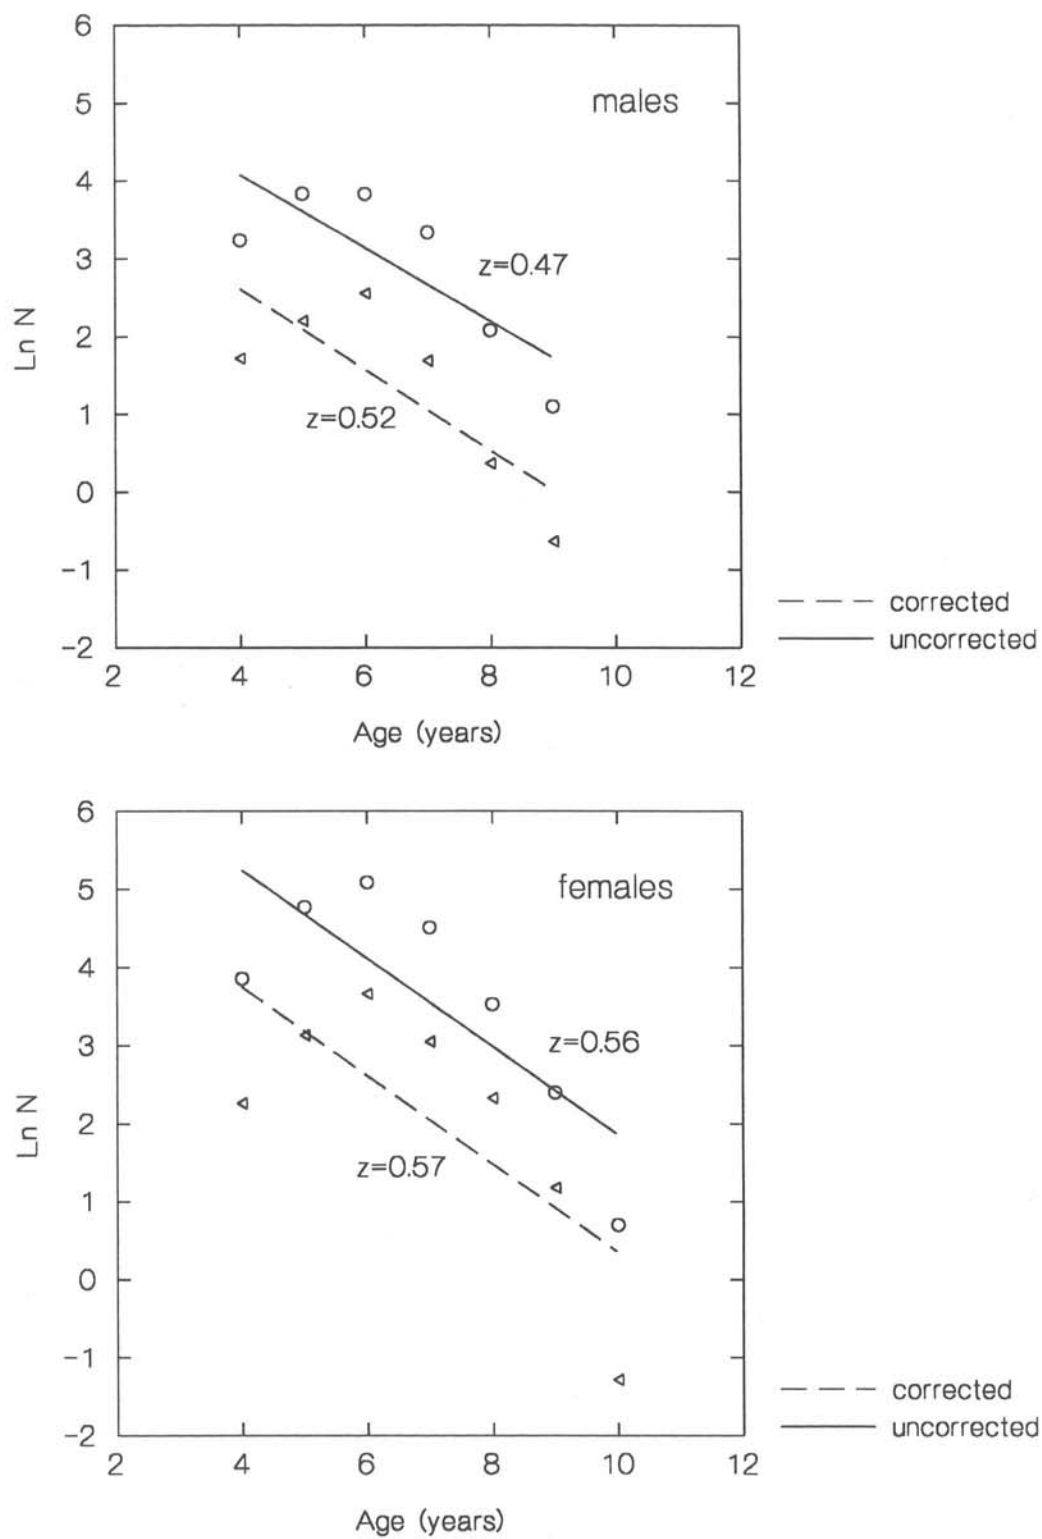 6
5
males
4
3
z=0.47
Ln N
2
1
z=0.52
0
−1
corrected
−2
uncorrected
2 4 6 8 10 12
Age (years)
6
5
females
4
3
z=0.56
Ln N
2
z=0.57
1
0
−1
corrected
−2
uncorrected
2 4 6 8 10 12
Age (years)